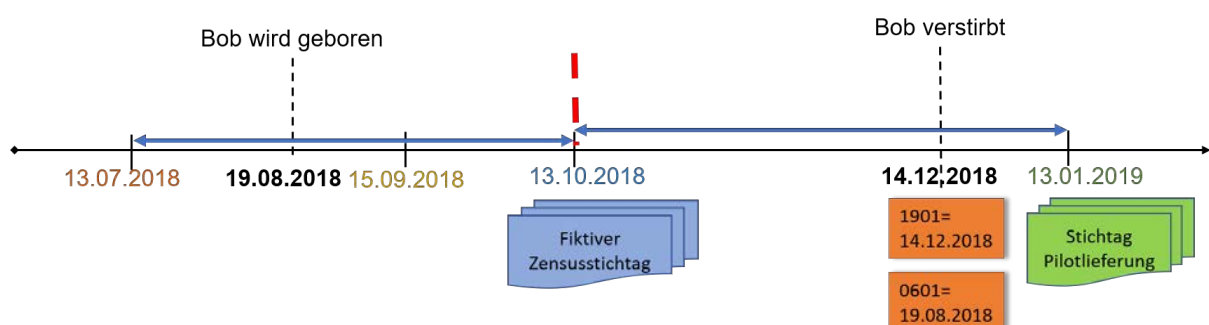 Bob wird geboren
Bob verstirbt
13.07.2018
19.08.2018
15.09.2018
13.10.2018
14.12.2018
13.01.2019
Fiktiver
Zensusstichtag
1901=
14.12.2018
Stichtag
Pilotlieferung
0601=
19.08.2018